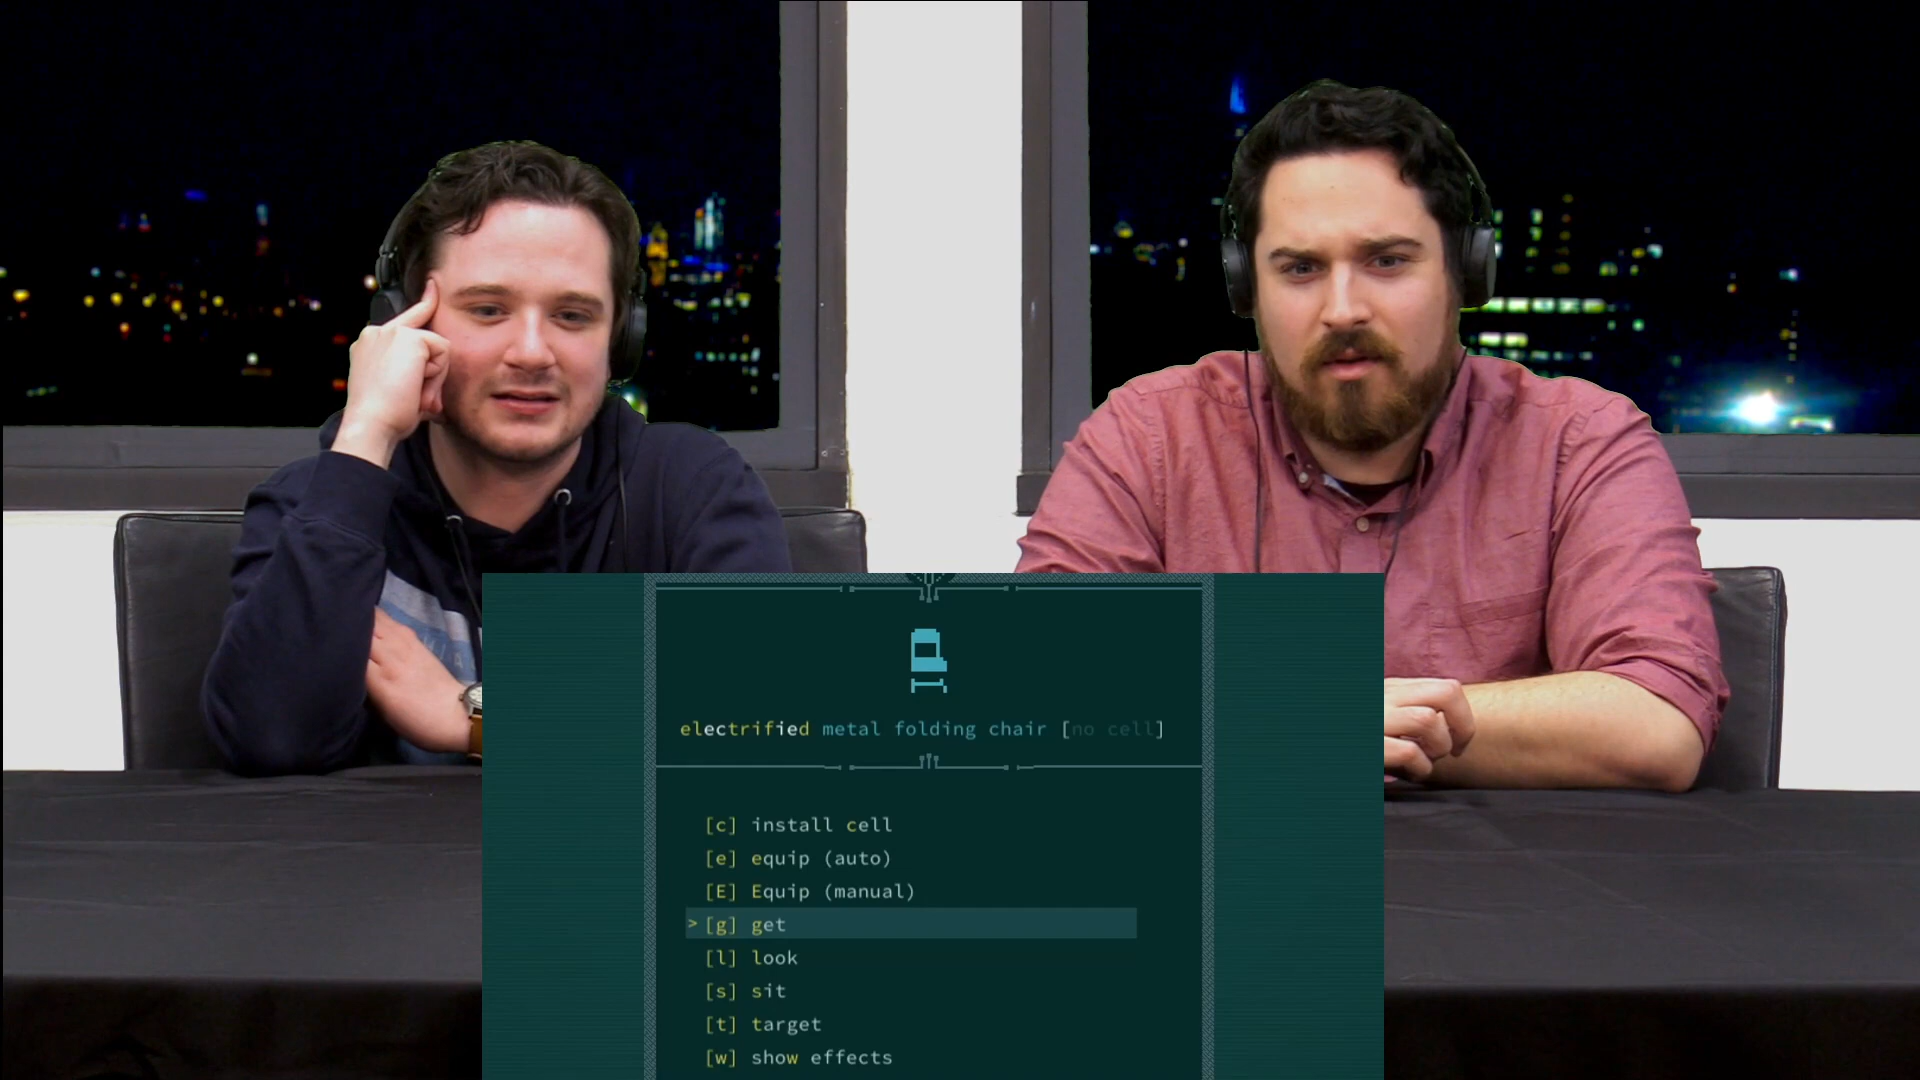 electrified metal folding chair [no cell]
[c] install cell
[e] equip (auto)
[E] Equip (manual)
> [g] get
[l] look
[s] sit
[t] target
[w] show effects